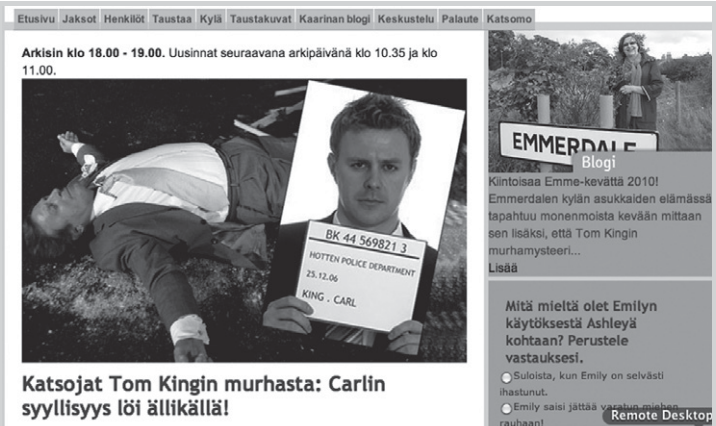 Etusivu Jaksot Henkilöt Taustaa Kylä Taustakuvat Kaarinan blogi Keskustelu Palaute Katsomo
Arkisin klo 18.00 - 19.00. Uusinnat seuraavana arkipäivänä klo 10.35 ja klo
11.00.
BK 44 569821 3
HOTTEN POLICE DEPARTMENT
25.12.06
KING . CARL
Katsojat Tom Kingin murhasta: Carlin
syyllisyys löi ällikällä!
EMMERDALE
Blogi
Kiintoisaa Emme-kevättä 2010!
Emmerdalen kylän asukkaiden elämässä
tapahtuu monenmoista kevään mittaan
sen lisäksi, että Tom Kingin
murhamysteeri...
Lisää
Mitä mieltä olet Emilyn
käytöksestä Ashleyä
kohtaan? Perustele
vastauksesi.
Suloista, kun Emily on selvästi
ihastunut.
Emily saisi jättää varatun miehen
rauhaan!
Remote Desktop